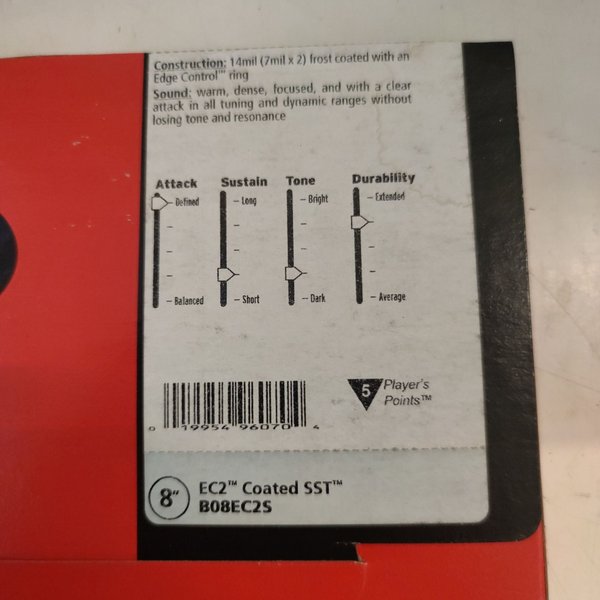 Construction: 14mil (7mil x 2) frost coated with an
Edge Control™ ring
Sound: warm, dense, focused, and with a clear
attack in all tuning and dynamic ranges without
losing tone and resonance
Attack Sustain Tone Durability
Defined Long Bright Extended
Balanced Short Dark Average
5 Player's
Points™
0 19954 96070 4
8" EC2™ Coated SST™
B08EC2S